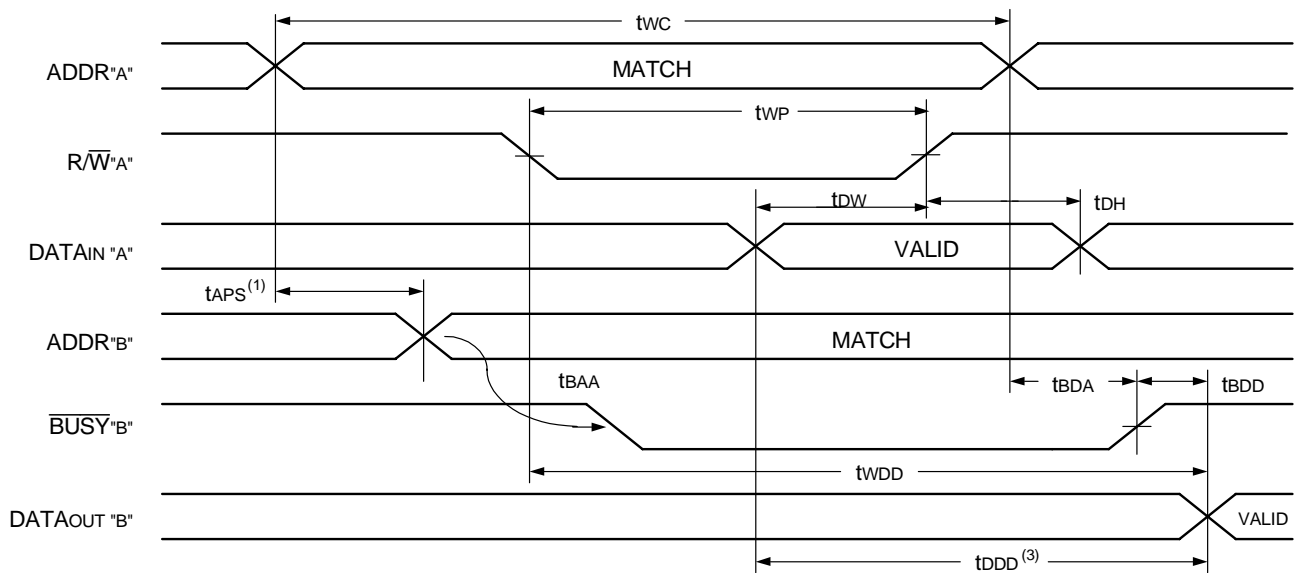 tWC
ADDR"A"
MATCH
tWP
R/W̅"A"
tDW
tDH
DATAIN "A"
VALID
tAPS(1)
ADDR"B"
MATCH
tBAA
tBDA
tBDD
B̅U̅S̅Y̅"B"
tWDD
DATAOUT "B"
VALID
tDDD(3)